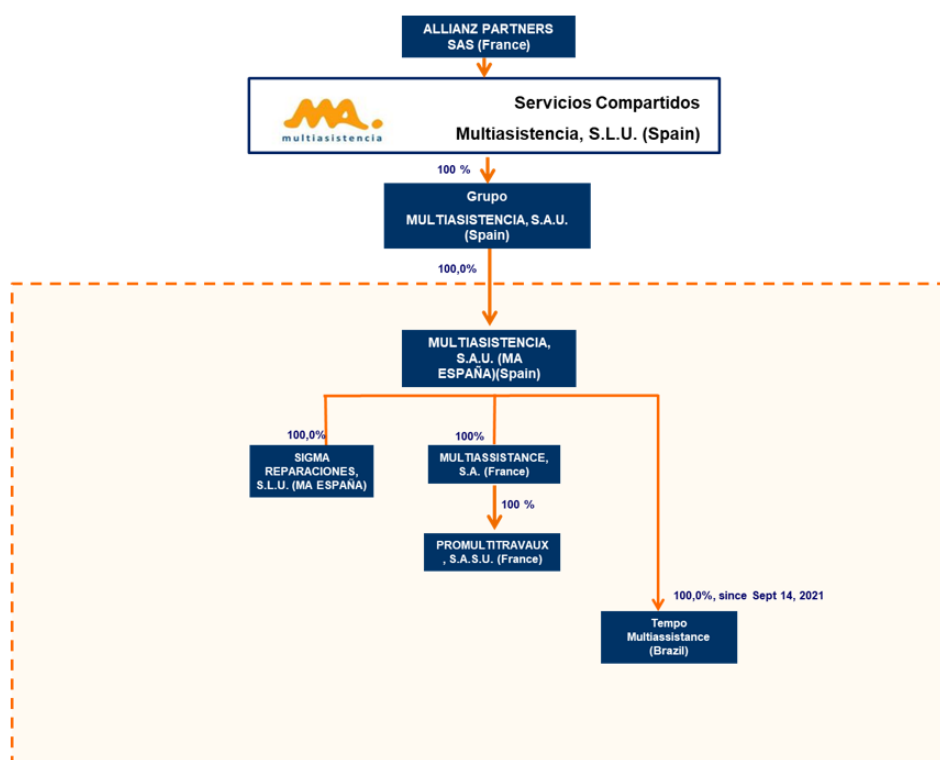 ALLIANZ PARTNERS
SAS (France)
MA.
multiasistencia
Servicios Compartidos
Multiasistencia, S.L.U. (Spain)
100 %
Grupo
MULTIASISTENCIA, S.A.U.
(Spain)
100,0%
MULTIASISTENCIA,
S.A.U. (MA
ESPAÑA)(Spain)
100,0%
SIGMA
REPARACIONES,
S.L.U. (MA ESPAÑA)
100%
MULTIASSISTANCE,
S.A. (France)
100 %
PROMULTITRAVAUX
, S.A.S.U. (France)
100,0%, since Sept 14, 2021
Tempo
Multiassistance
(Brazil)